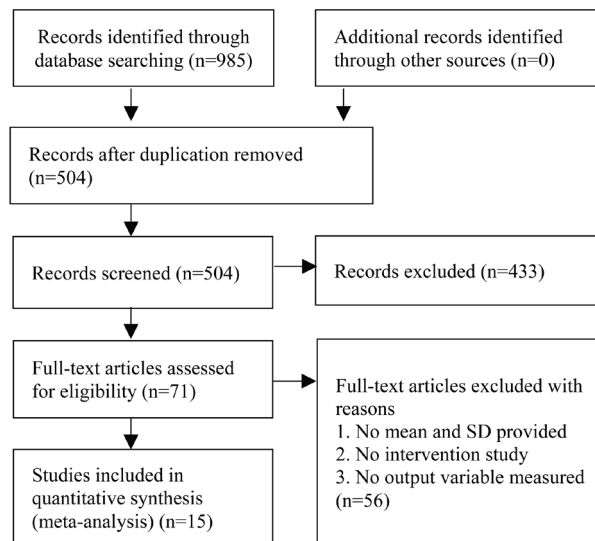 Records identified through
database searching (n=985)
Additional records identified
through other sources (n=0)
Records after duplication removed
(n=504)
Records screened (n=504)
Records excluded (n=433)
Full-text articles assessed
for eligibility (n=71)
Full-text articles excluded with
reasons
1. No mean and SD provided
2. No intervention study
3. No output variable measured
(n=56)
Studies included in
quantitative synthesis
(meta-analysis) (n=15)